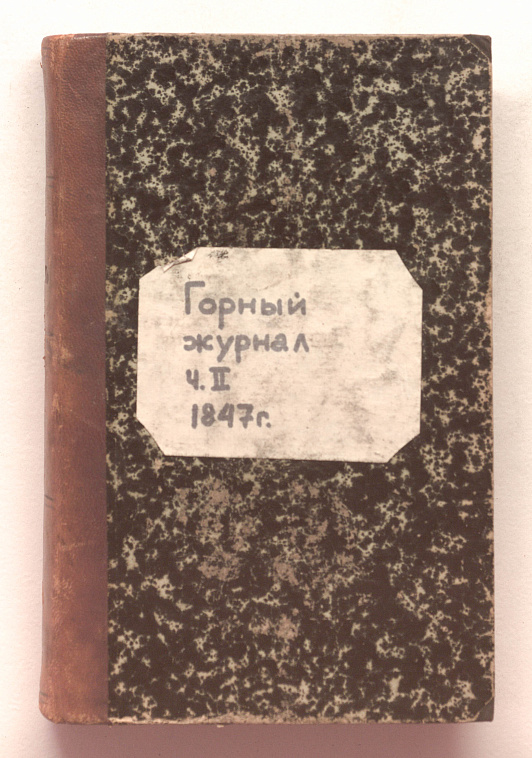 Горный
журнал
ч. II
1847г.